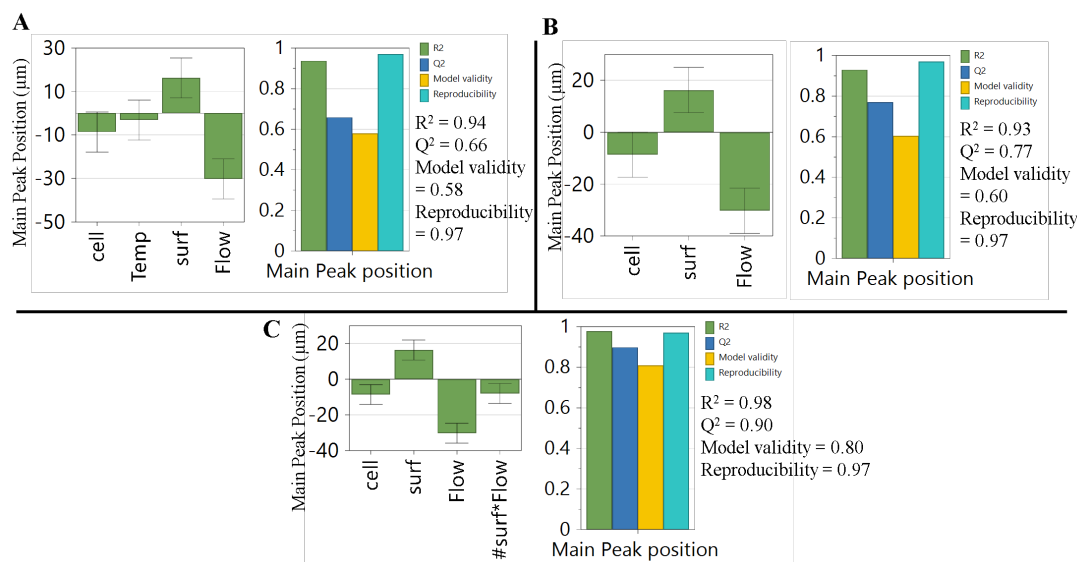 A
Main Peak Position (µm)
30
10
-10
-30
-50
cell
Temp
surf
Flow
1
0.8
0.6
0.4
0.2
0
Main Peak position
R2
Q2
Model validity
Reproducibility
R² = 0.94
Q² = 0.66
Model validity
= 0.58
Reproducibility
= 0.97
B
Main Peak Position (µm)
20
0
-20
-40
cell
surf
Flow
1
0.8
0.6
0.4
0.2
0
Main Peak position
R2
Q2
Model validity
Reproducibility
R² = 0.93
Q² = 0.77
Model validity
= 0.60
Reproducibility
= 0.97
C
Main Peak Position (µm)
20
0
-20
-40
cell
surf
Flow
#surf*Flow
1
0.8
0.6
0.4
0.2
0
Main Peak position
R2
Q2
Model validity
Reproducibility
R² = 0.98
Q² = 0.90
Model validity = 0.80
Reproducibility = 0.97